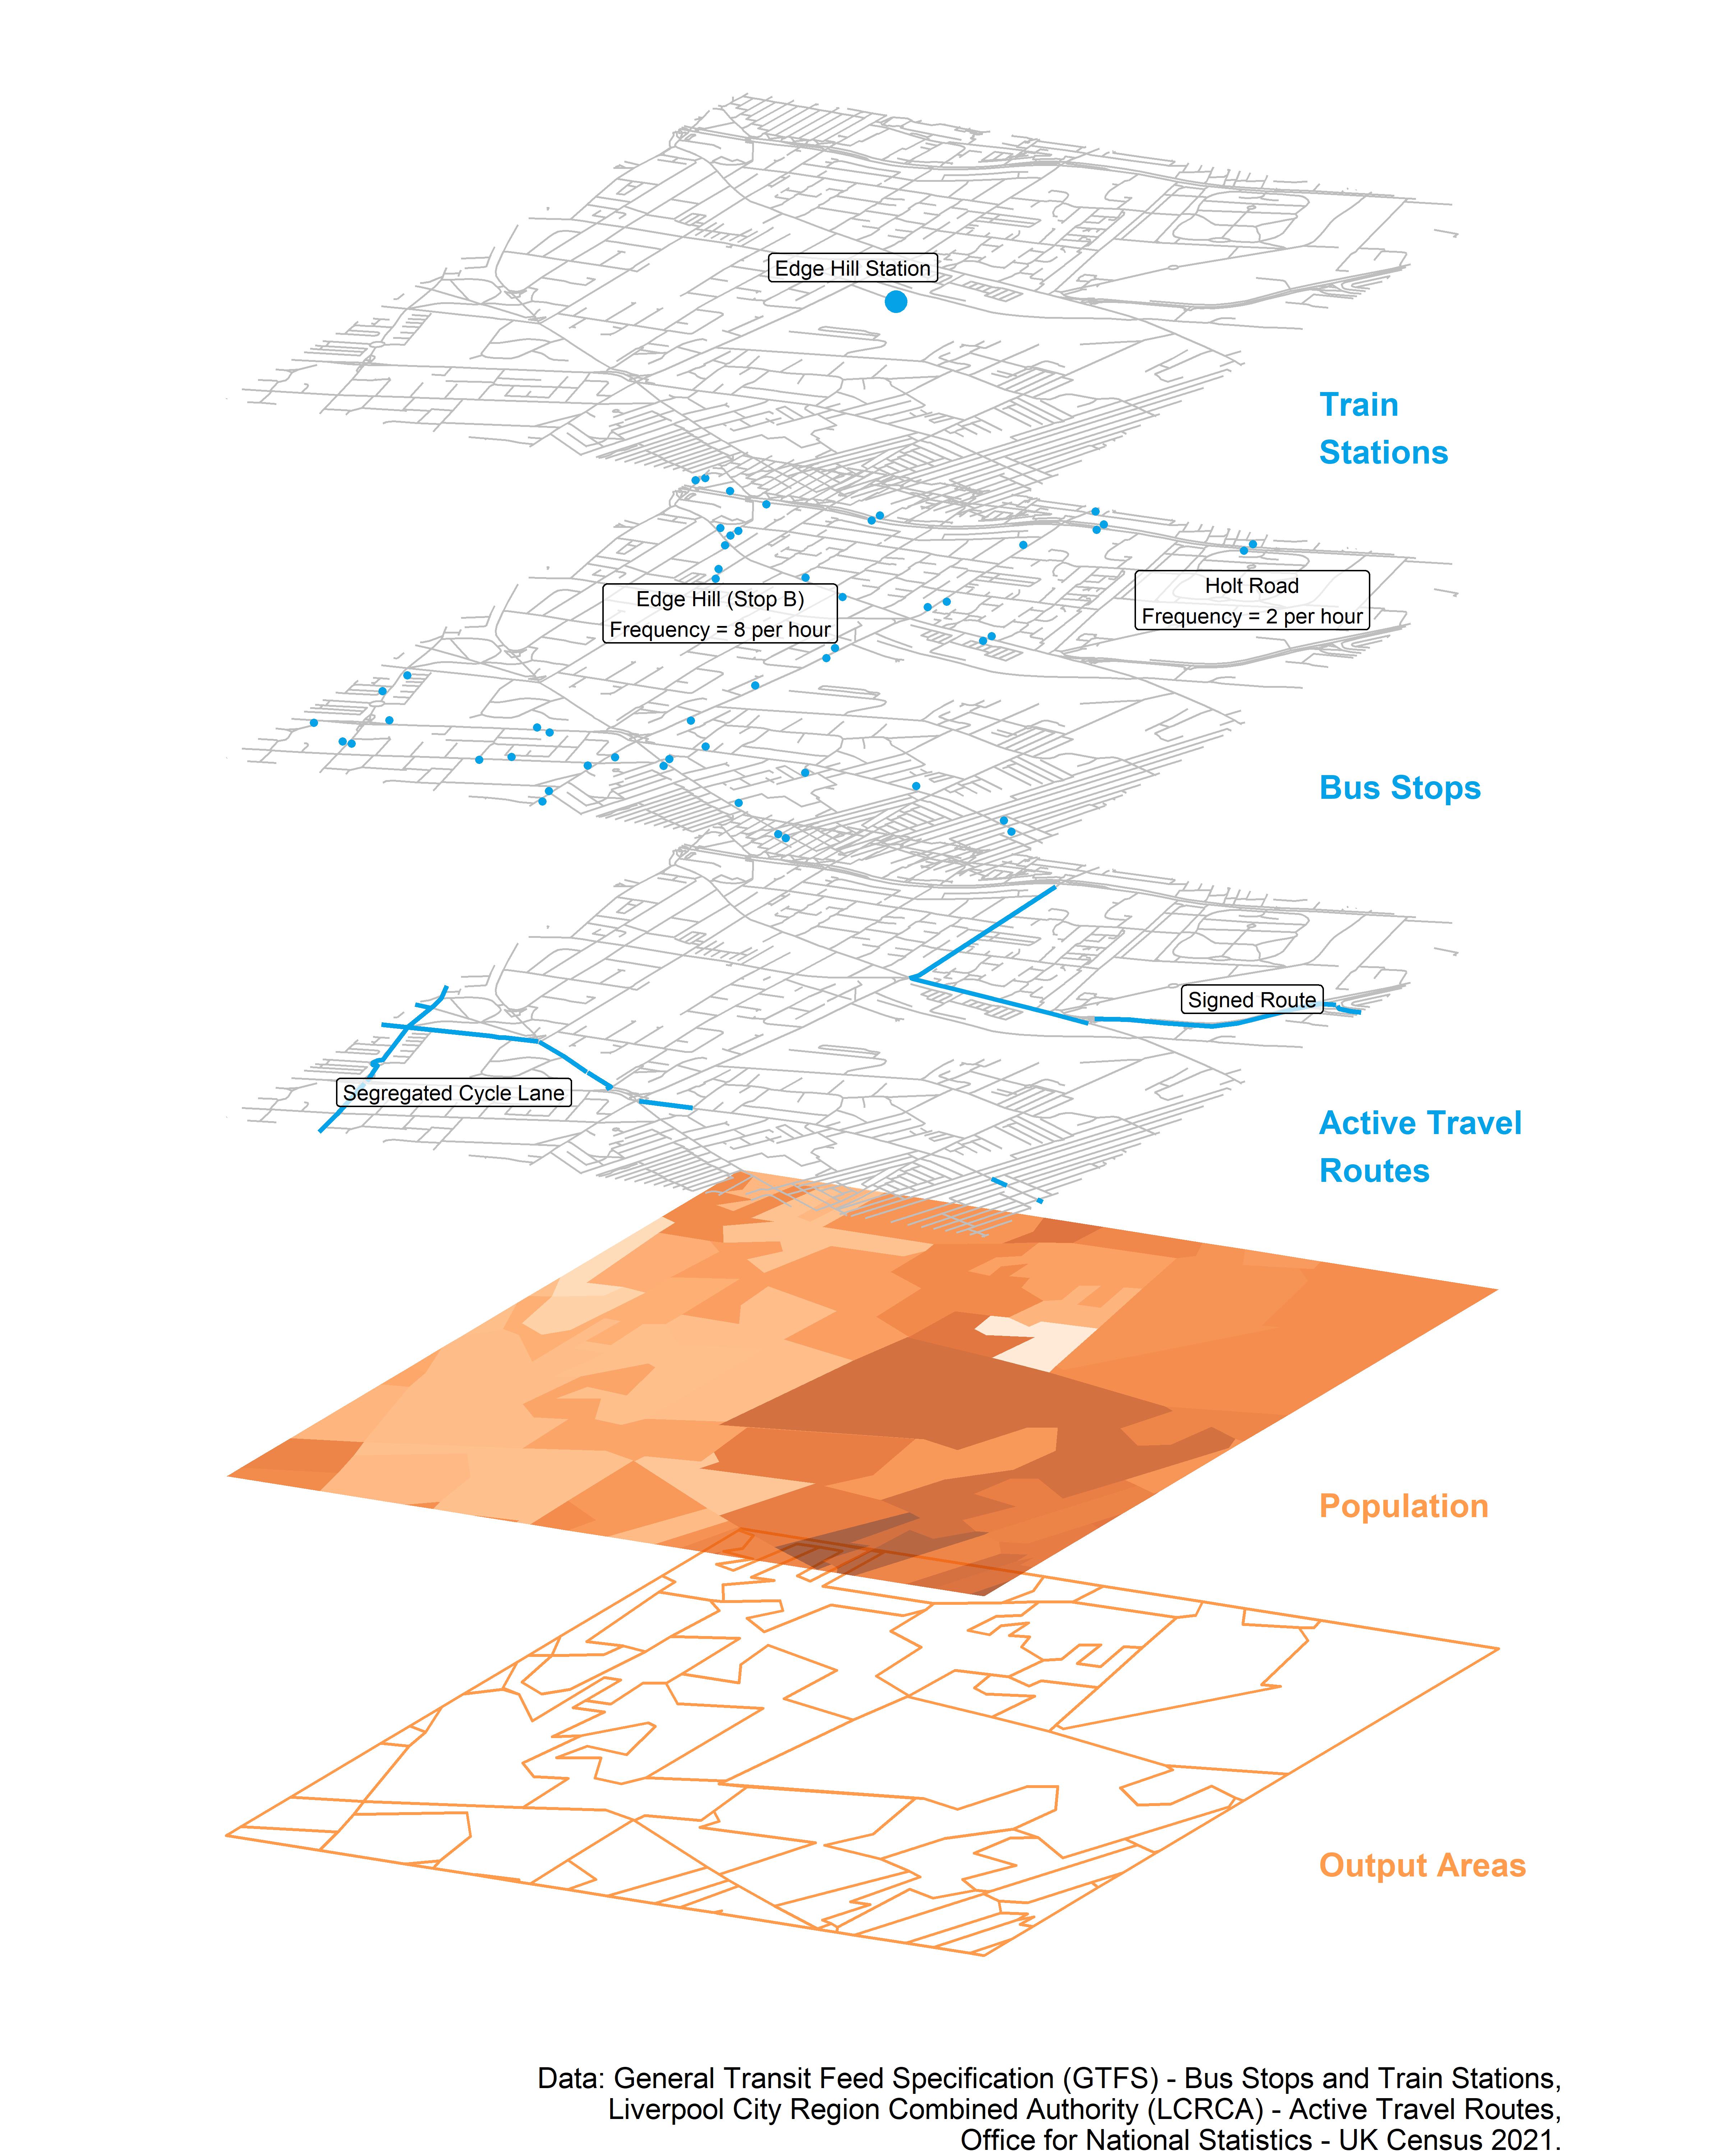 Edge Hill Station
Train
Stations
Edge Hill (Stop B)
Frequency = 8 per hour
Holt Road
Frequency = 2 per hour
Bus Stops
Signed Route
Segregated Cycle Lane
Active Travel
Routes
Population
Output Areas
Data: General Transit Feed Specification (GTFS) - Bus Stops and Train Stations,
Liverpool City Region Combined Authority (LCRCA) - Active Travel Routes,
Office for National Statistics - UK Census 2021.